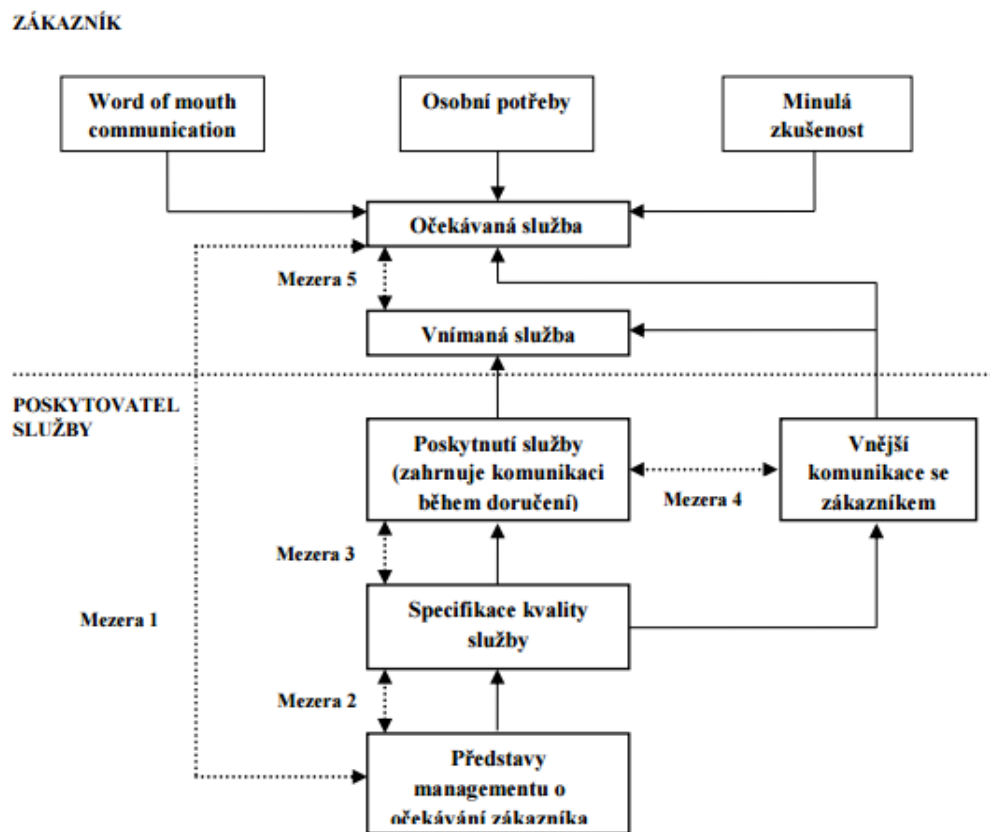 ZÁKAZNÍK
Word of mouth
communication
Osobní potřeby
Minulá
zkušenost
Očekávaná služba
Mezera 5
Vnímaná služba
POSKYTOVATEL
SLUŽBY
Poskytnutí služby
(zahrnuje komunikaci
během doručení)
Mezera 4
Vnější
komunikace se
zákazníkem
Mezera 3
Specifikace kvality
služby
Mezera 1
Mezera 2
Představy
managementu o
očekávání zákazníka